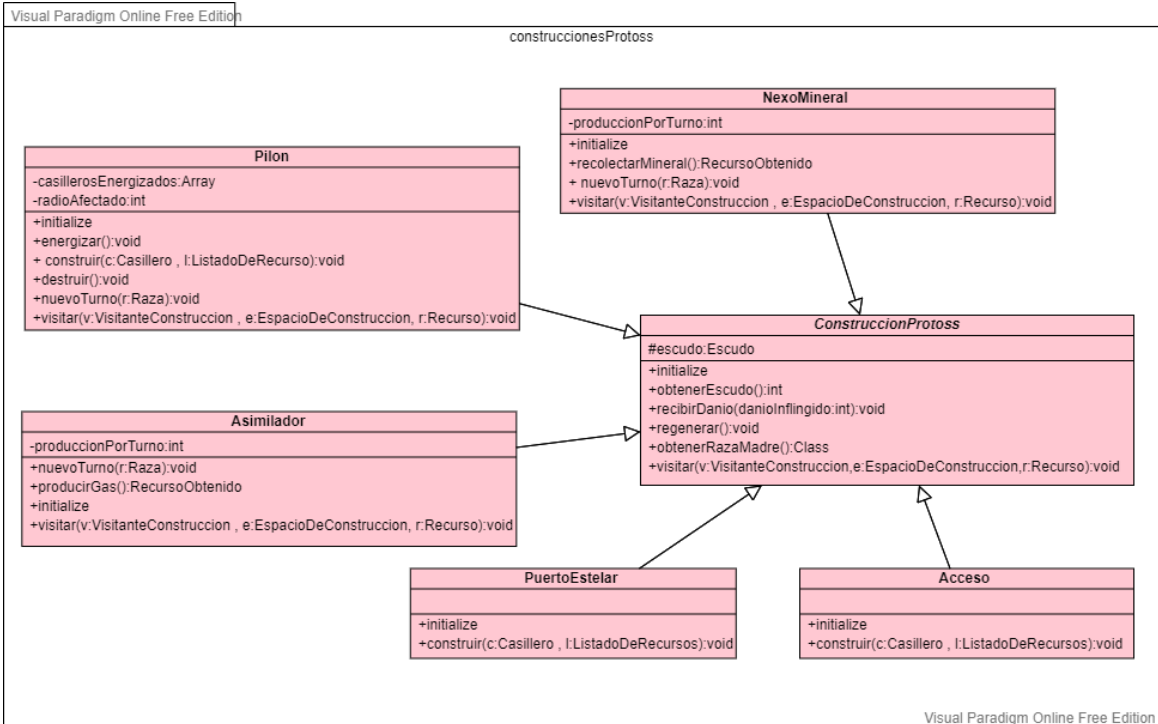 Visual Paradigm Online Free Edition
construccionesProtoss
NexoMineral
-produccionPorTurno:int
+initialize
+recolectarMineral():RecursoObtenido
+ nuevoTurno(r:Raza):void
+visitar(v:VisitanteConstruccion , e:EspacioDeConstruccion, r:Recurso):void
Pilon
-casillerosEnergizados:Array
-radioAfectado:int
+initialize
+energizar():void
+ construir(c:Casillero , l:ListadoDeRecurso):void
+destruir():void
+nuevoTurno(r:Raza):void
+visitar(v:VisitanteConstruccion , e:EspacioDeConstruccion, r:Recurso):void
ConstruccionProtoss
#escudo:Escudo
+initialize
+obtenerEscudo():int
+recibirDanio(danioInflingido:int):void
+regenerar():void
+obtenerRazaMadre():Class
+visitar(v:VisitanteConstruccion,e:EspacioDeConstruccion,r:Recurso):void
Asimilador
-produccionPorTurno:int
+nuevoTurno(r:Raza):void
+producirGas():RecursoObtenido
+initialize
+visitar(v:VisitanteConstruccion , e:EspacioDeConstruccion, r:Recurso):void
PuertoEstelar
+initialize
+construir(c:Casillero , l:ListadoDeRecursos):void
Acceso
+initialize
+construir(c:Casillero , l:ListadoDeRecursos):void
Visual Paradigm Online Free Edition